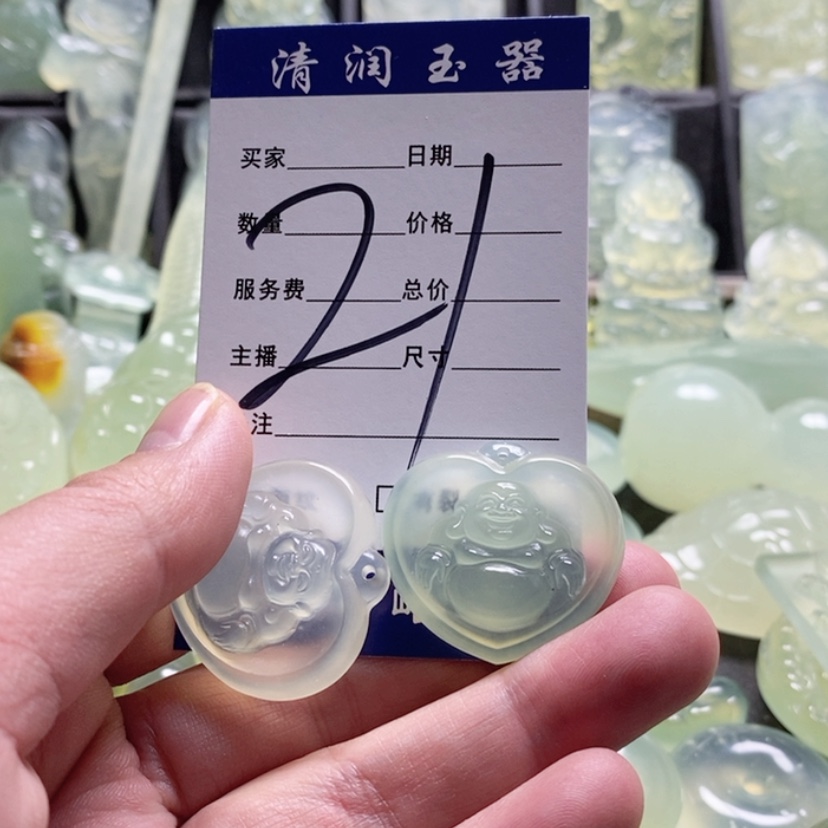 清润玉器
买家 日期
数量 价格
服务费 总价
主播 尺寸
注
21